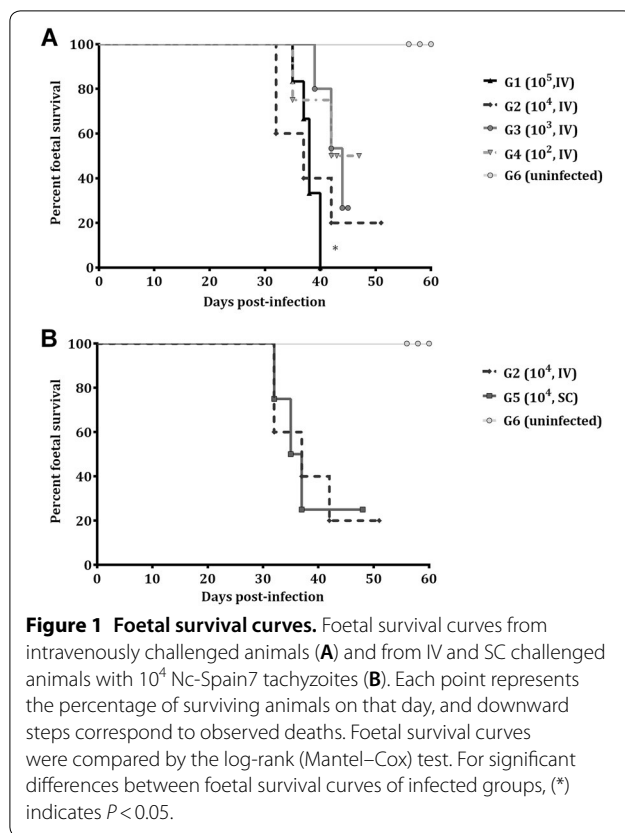 A
Percent foetal survival
100
80
60
40
20
0
*
0 10 20 30 40 50 60
Days post-infection
G1 (10⁵,IV)
G2 (10⁴, IV)
G3 (10³, IV)
G4 (10², IV)
G6 (uninfected)
B
Percent foetal survival
100
80
60
40
20
0
0 10 20 30 40 50 60
Days post-infection
G2 (10⁴, IV)
G5 (10⁴, SC)
G6 (uninfected)
Figure 1 Foetal survival curves. Foetal survival curves from
intravenously challenged animals (A) and from IV and SC challenged
animals with 10⁴ Nc-Spain7 tachyzoites (B). Each point represents
the percentage of surviving animals on that day, and downward
steps correspond to observed deaths. Foetal survival curves
were compared by the log-rank (Mantel–Cox) test. For significant
differences between foetal survival curves of infected groups, (*)
indicates P < 0.05.